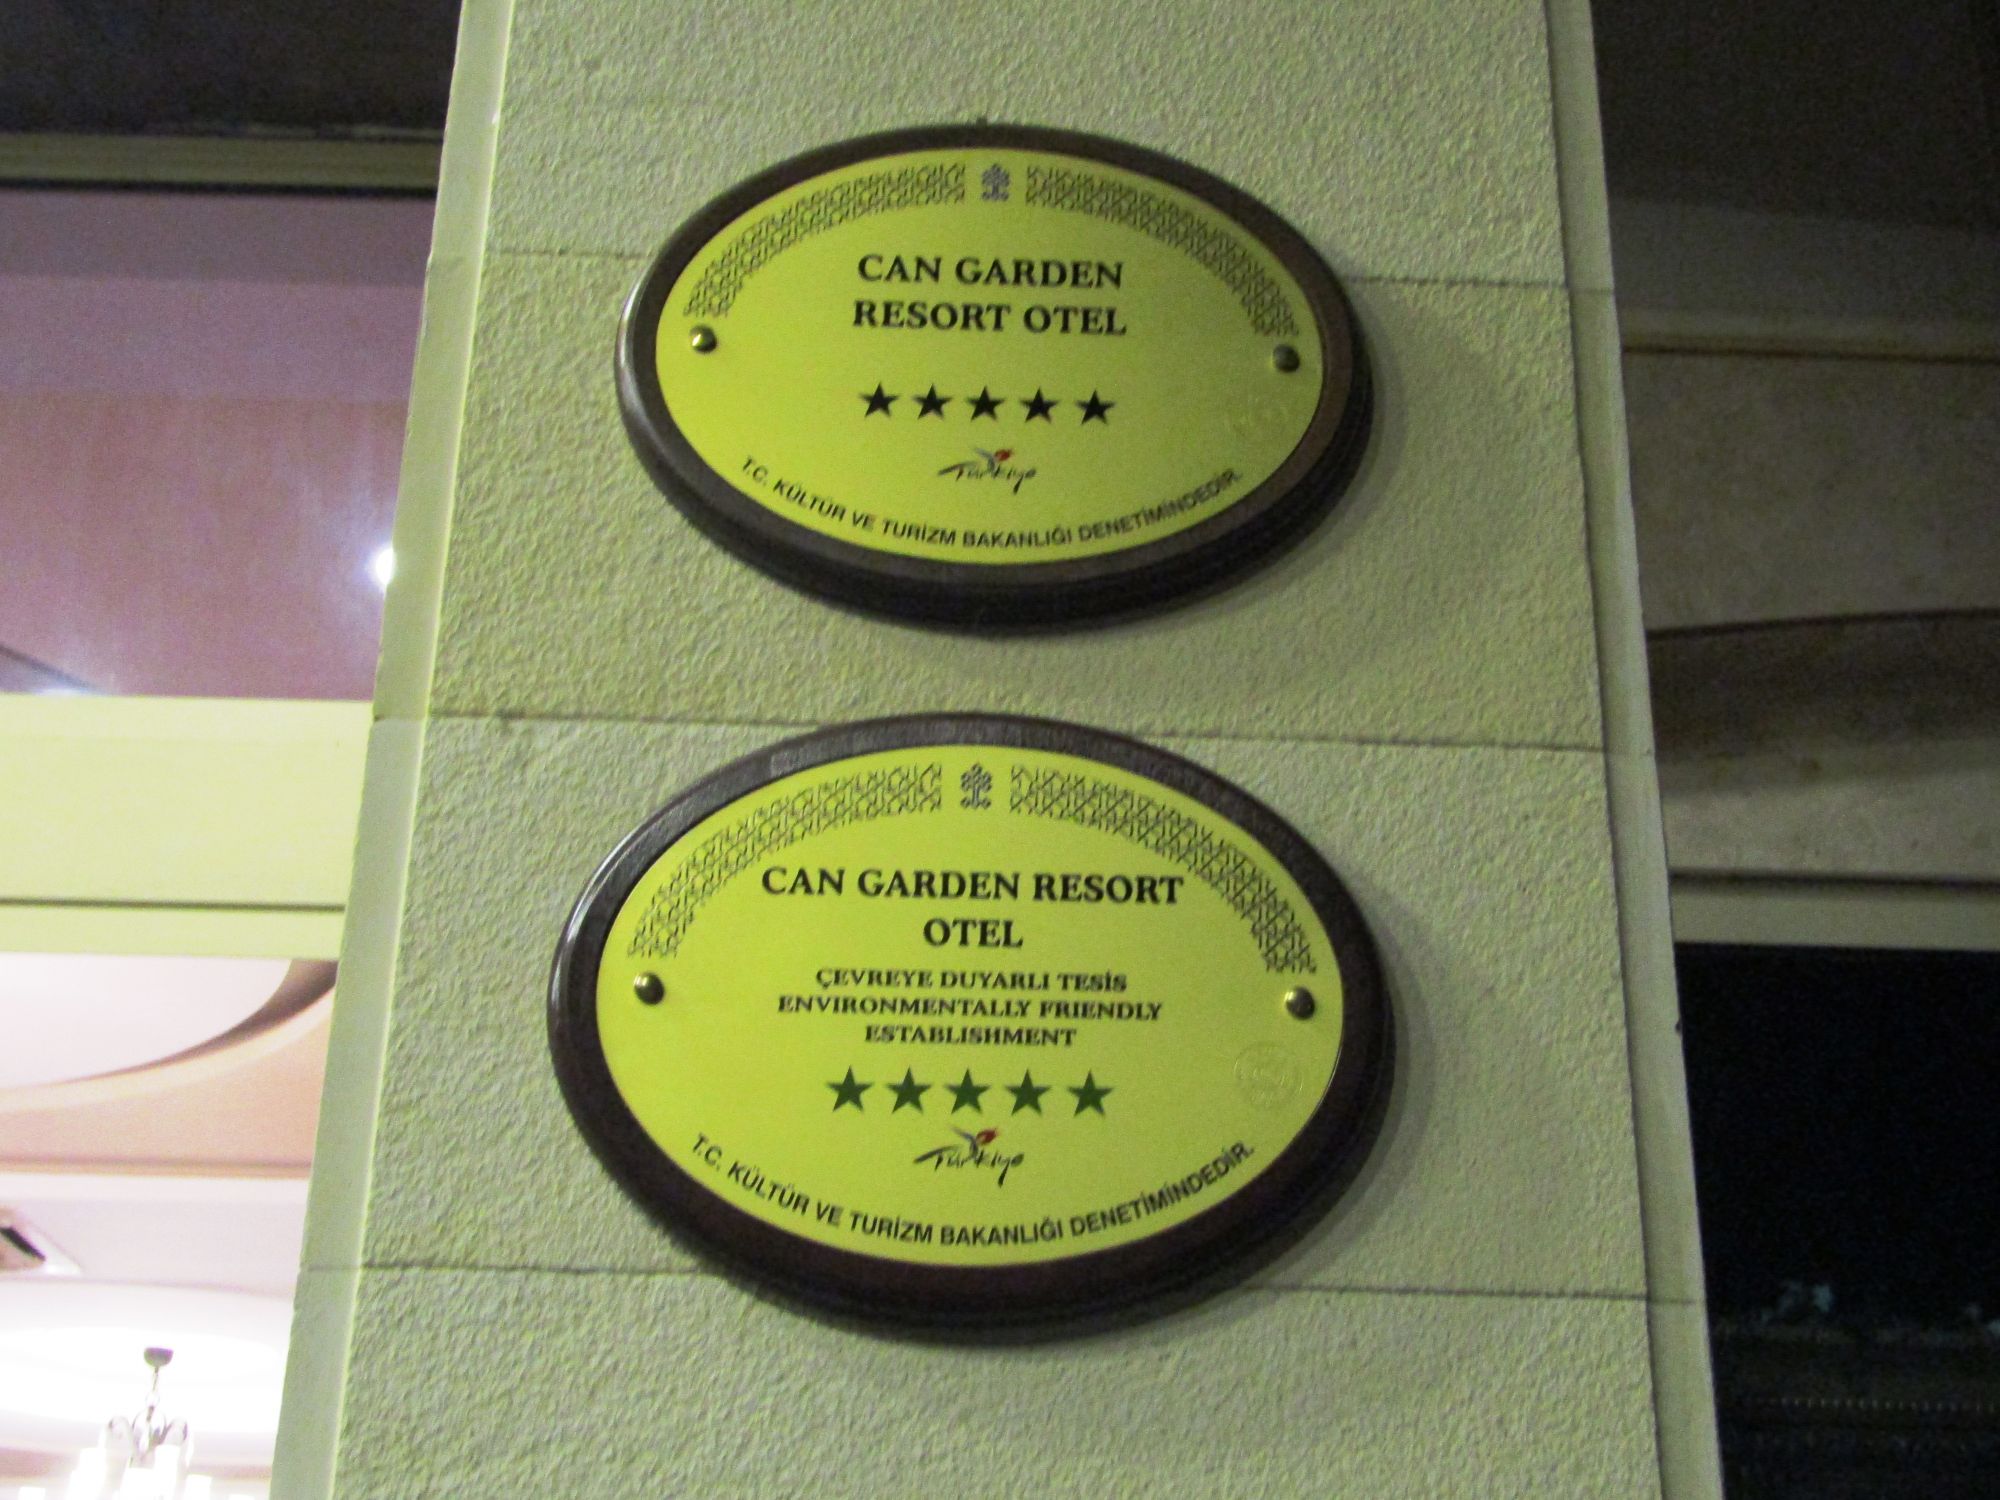 CAN GARDEN
RESORT OTEL
Türkiye
T.C. KÜLTÜR VE TURİZM BAKANLIĞI DENETİMİNDEDİR.
CAN GARDEN RESORT
OTEL
ÇEVREYE DUYARLI TESİS
ENVIRONMENTALLY FRIENDLY
ESTABLISHMENT
Türkiye
T.C. KÜLTÜR VE TURİZM BAKANLIĞI DENETİMİNDEDİR.